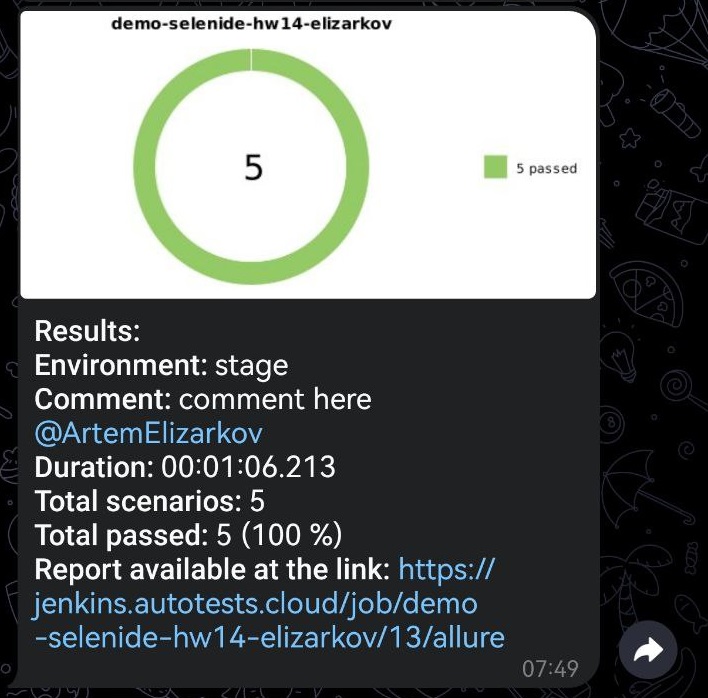 demo-selenide-hw14-elizarkov
5
5 passed
Results:
Environment: stage
Comment: comment here
@ArtemElizarkov
Duration: 00:01:06.213
Total scenarios: 5
Total passed: 5 (100 %)
Report available at the link: https://
jenkins.autotests.cloud/job/demo
-selenide-hw14-elizarkov/13/allure
07:49